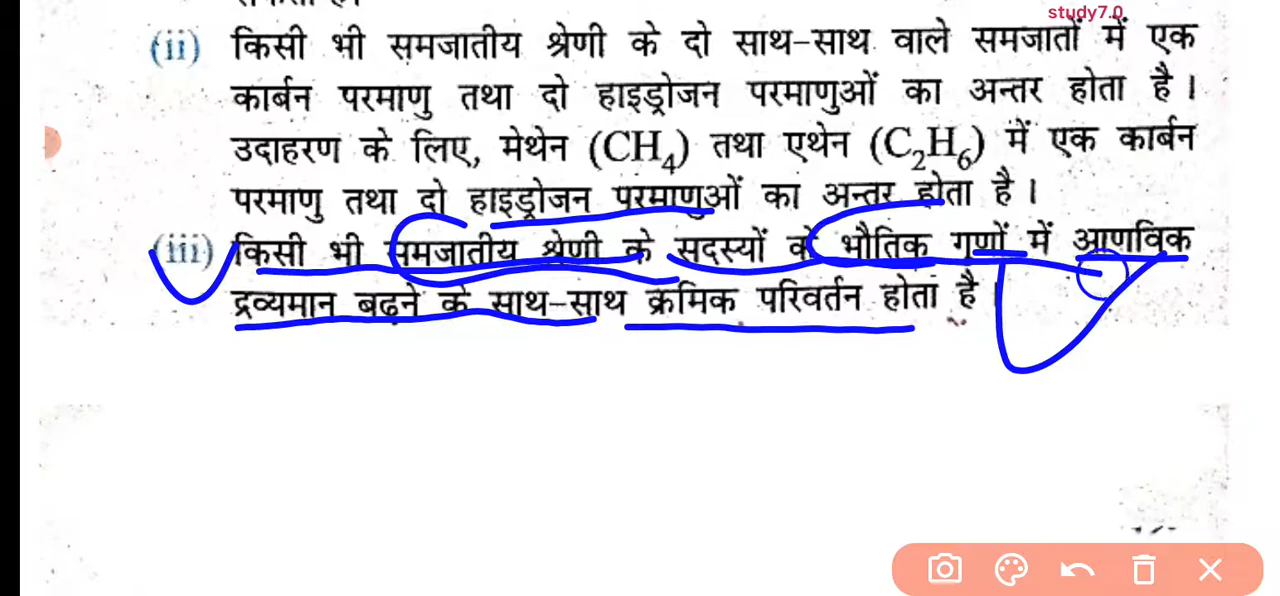 study7.0
(ii) किसी भी समजातीय श्रेणी के दो साथ-साथ वाले समजातों में एक
कार्बन परमाणु तथा दो हाइड्रोजन परमाणुओं का अन्तर होता है ।
उदाहरण के लिए, मेथेन (CH₄) तथा एथेन (C₂H₆) में एक कार्बन
परमाणु तथा दो हाइड्रोजन परमाणुओं का अन्तर होता है ।
(iii) किसी भी समजातीय श्रेणी के सदस्यों के भौतिक गुणों में आणविक
द्रव्यमान बढ़ने के साथ-साथ क्रमिक परिवर्तन होता है ।